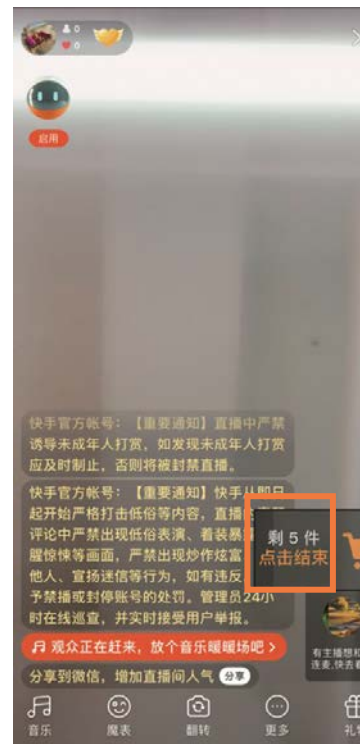 0
0
启用
快手官方帐号：【重要通知】直播中严禁
诱导未成年人打赏，如发现未成年人打赏
应及时制止，否则将被封禁直播。
快手官方帐号：【重要通知】快手从即日
起开始严格打击低俗等内容，直播
评论中严禁出现低俗表演、着装暴
腥惊悚等画面，严禁出现炒作炫富
他人、宣扬迷信等行为，如有违反
予禁播或封停账号的处罚。管理员24小
时在线巡查，并实时接受用户举报。
剩 5 件
点击结束
有主播想和
连麦,快去看
观众正在赶来，放个音乐暖暖场吧 >
分享到微信，增加直播间人气 分享
音乐 魔表 翻转 更多 礼